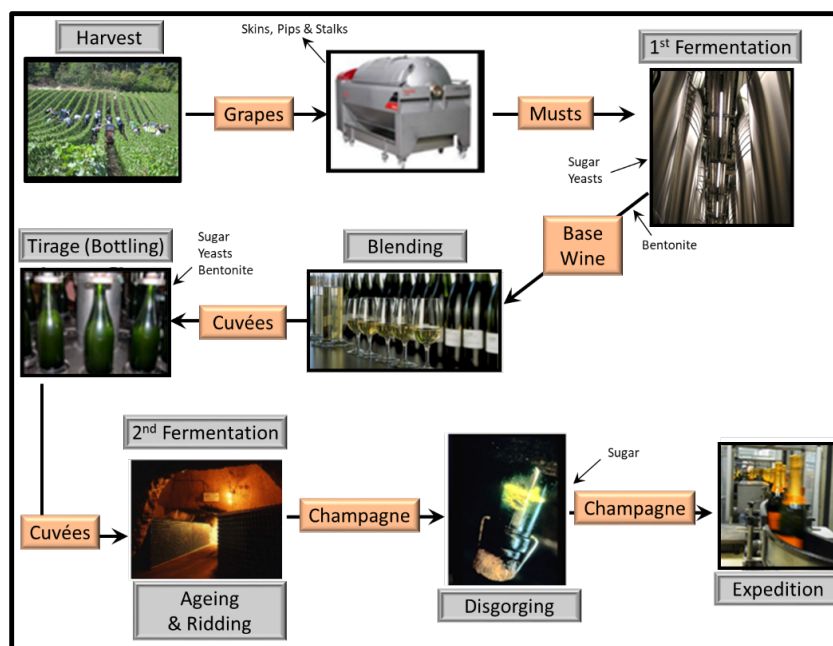 Harvest
Skins, Pips & Stalks
1st Fermentation
Grapes
Musts
Sugar
Yeasts
Base
Wine
Bentonite
Tirage (Bottling)
Sugar
Yeasts
Bentonite
Blending
Cuvées
2nd Fermentation
Sugar
Cuvées
Champagne
Champagne
Ageing
& Ridding
Disgorging
Expedition